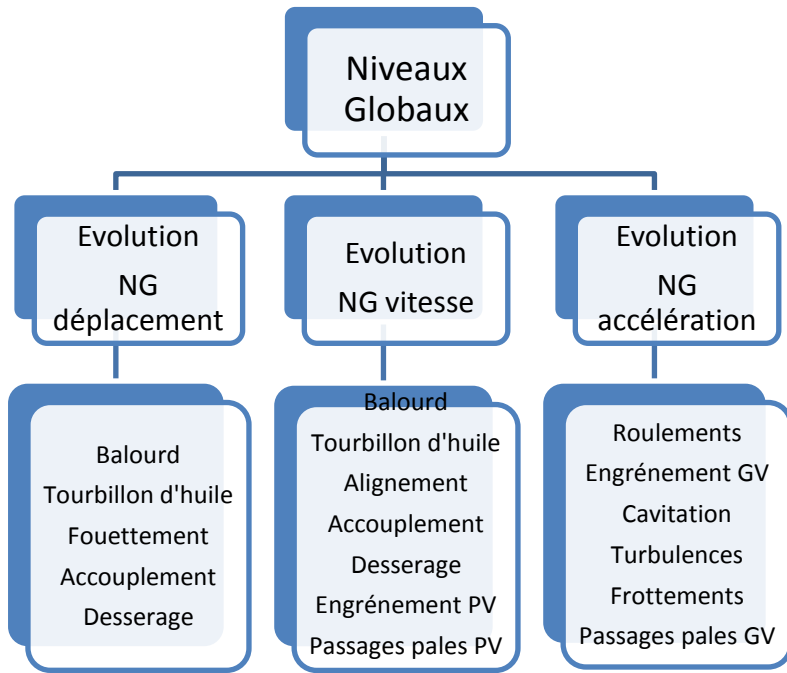 Niveaux
Globaux
Evolution
NG
déplacement
Evolution
NG vitesse
Evolution
NG
accélération
Balourd
Tourbillon d'huile
Fouettement
Accouplement
Desserage
Balourd
Tourbillon d'huile
Alignement
Accouplement
Desserage
Engrénement PV
Passages pales PV
Roulements
Engrénement GV
Cavitation
Turbulences
Frottements
Passages pales GV